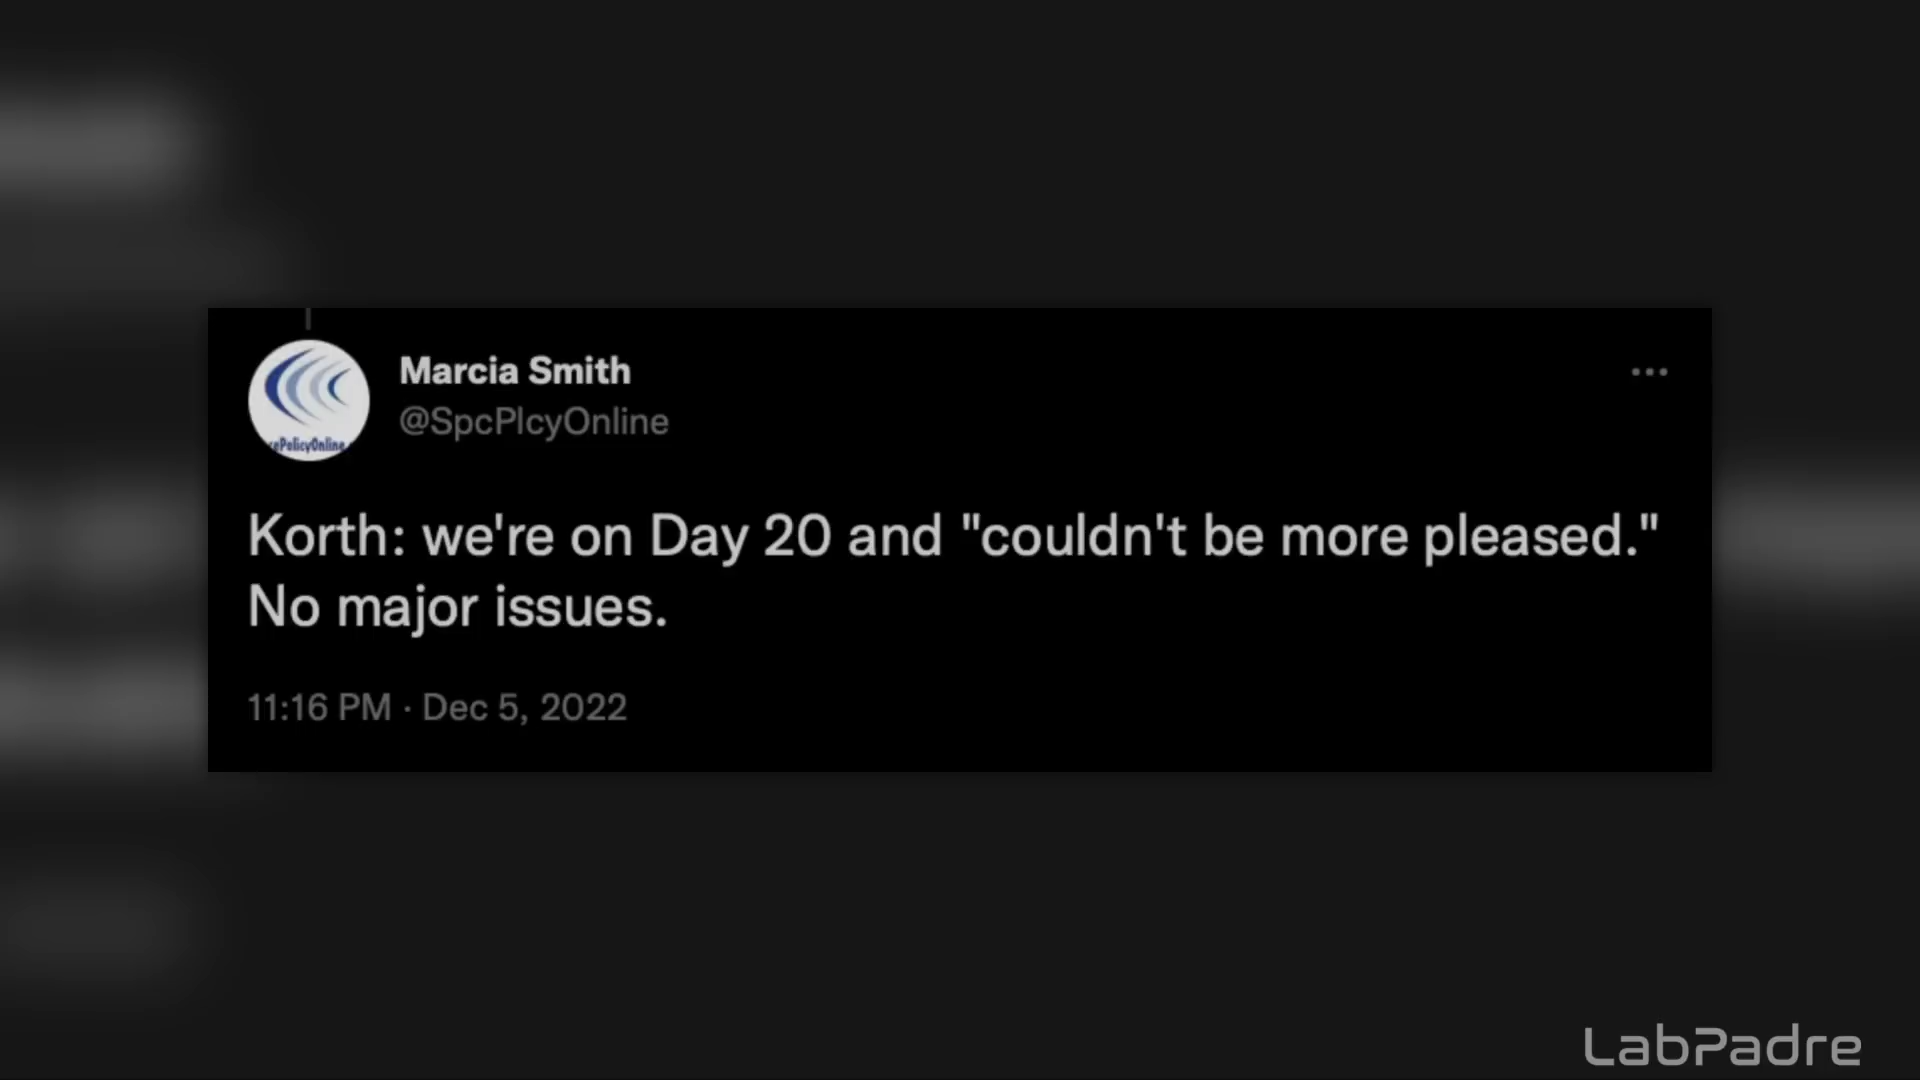 Marcia Smith
@SpcPlcyOnline
cePolicyOnline
Korth: we're on Day 20 and "couldn't be more pleased."
No major issues.
11:16 PM · Dec 5, 2022
LabPadre